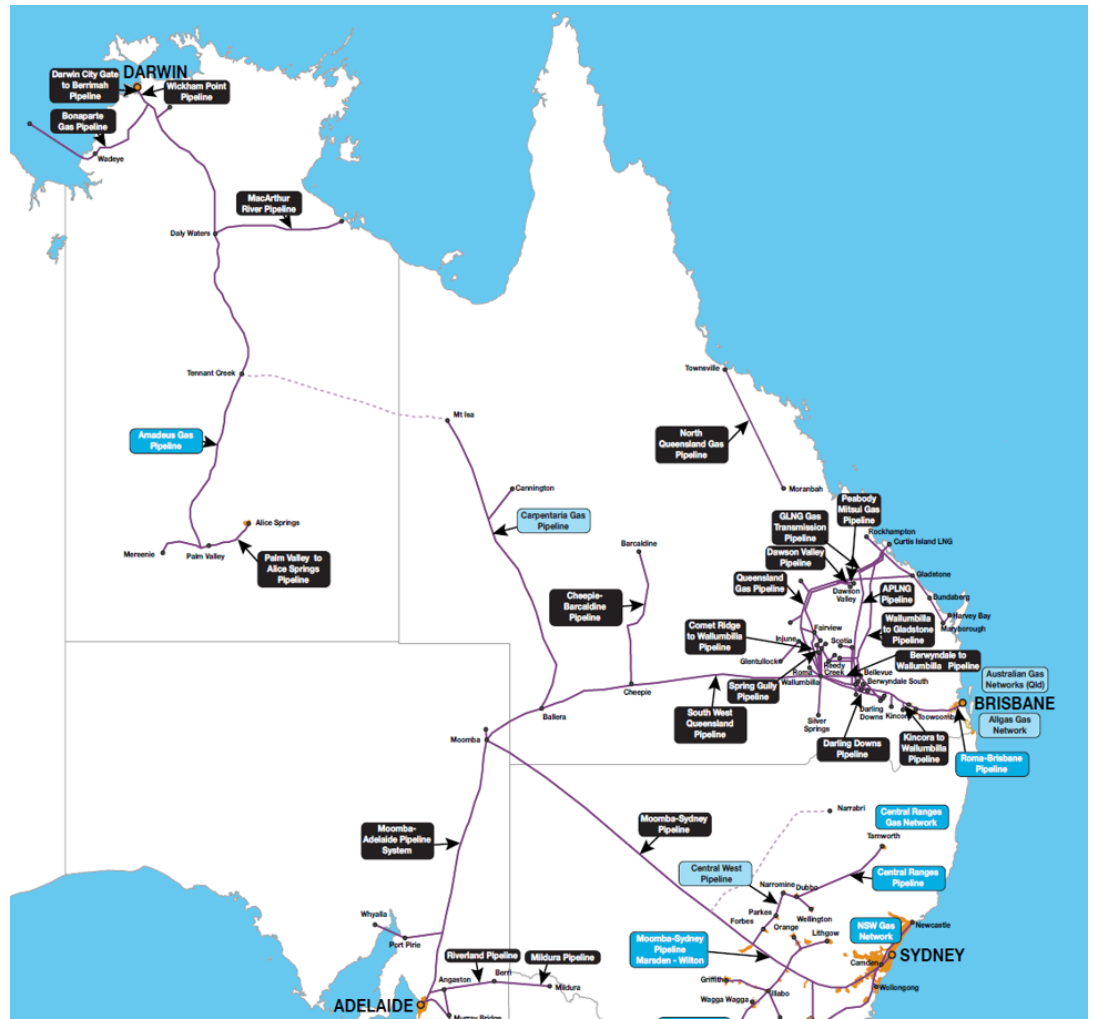 DARWIN
Darwin City Gate
to Berrimah
Pipeline
Wickham Point
Pipeline
Bonaparte
Gas Pipeline
Wadeye
MacArthur
River Pipeline
Daly Waters
Tennant Creek
Townsville
Mt Isa
Amadeus Gas
Pipeline
North
Queensland Gas
Pipeline
Cannington
Moranbah
Peabody
Mitsui Gas
Pipeline
Carpentaria Gas
Pipeline
GLNG Gas
Transmission
Pipeline
Alice Springs
Rockhampton
Curtis Island LNG
Mereenie
Palm Valley
Palm Valley to
Alice Springs
Pipeline
Barcaldine
Dawson Valley
Pipeline
Gladstone
Queensland
Gas Pipeline
Dawson
Valley
APLNG
Pipeline
Bundaberg
Cheepie-
Barcaldine
Pipeline
Harvey Bay
Maryborough
Comet Ridge
to Wallumbilla
Pipeline
Fairview
Wallumbilla
to Gladstone
Pipeline
Injune
Scotia
Glentullock
Reedy
Creek
Berwyndale to
Wallumbilla Pipeline
Roma
Wallumbilla
Bellevue
Berwyndale South
Australian Gas
Networks (Qld)
Spring Gully
Pipeline
Cheepie
BRISBANE
Ballera
South West
Queensland
Pipeline
Silver
Springs
Darling
Downs
Kincora
Toowoomba
Allgas Gas
Network
Moomba
Darling Downs
Pipeline
Kincora to
Wallumbilla
Pipeline
Roma-Brisbane
Pipeline
Narrabri
Central Ranges
Gas Network
Moomba-
Adelaide Pipeline
System
Moomba-Sydney
Pipeline
Tamworth
Central West
Pipeline
Central Ranges
Pipeline
Narromine
Dubbo
Whyalla
Parkes
Wellington
Forbes
Newcastle
Port Pirie
Orange
Lithgow
NSW Gas
Network
Moomba-Sydney
Pipeline
Marsden - Wilton
SYDNEY
Riverland Pipeline
Mildura Pipeline
Camden
Angaston
Berri
Mildura
Griffith
Wollongong
Wagga Wagga
ADELAIDE
Murray Bridge